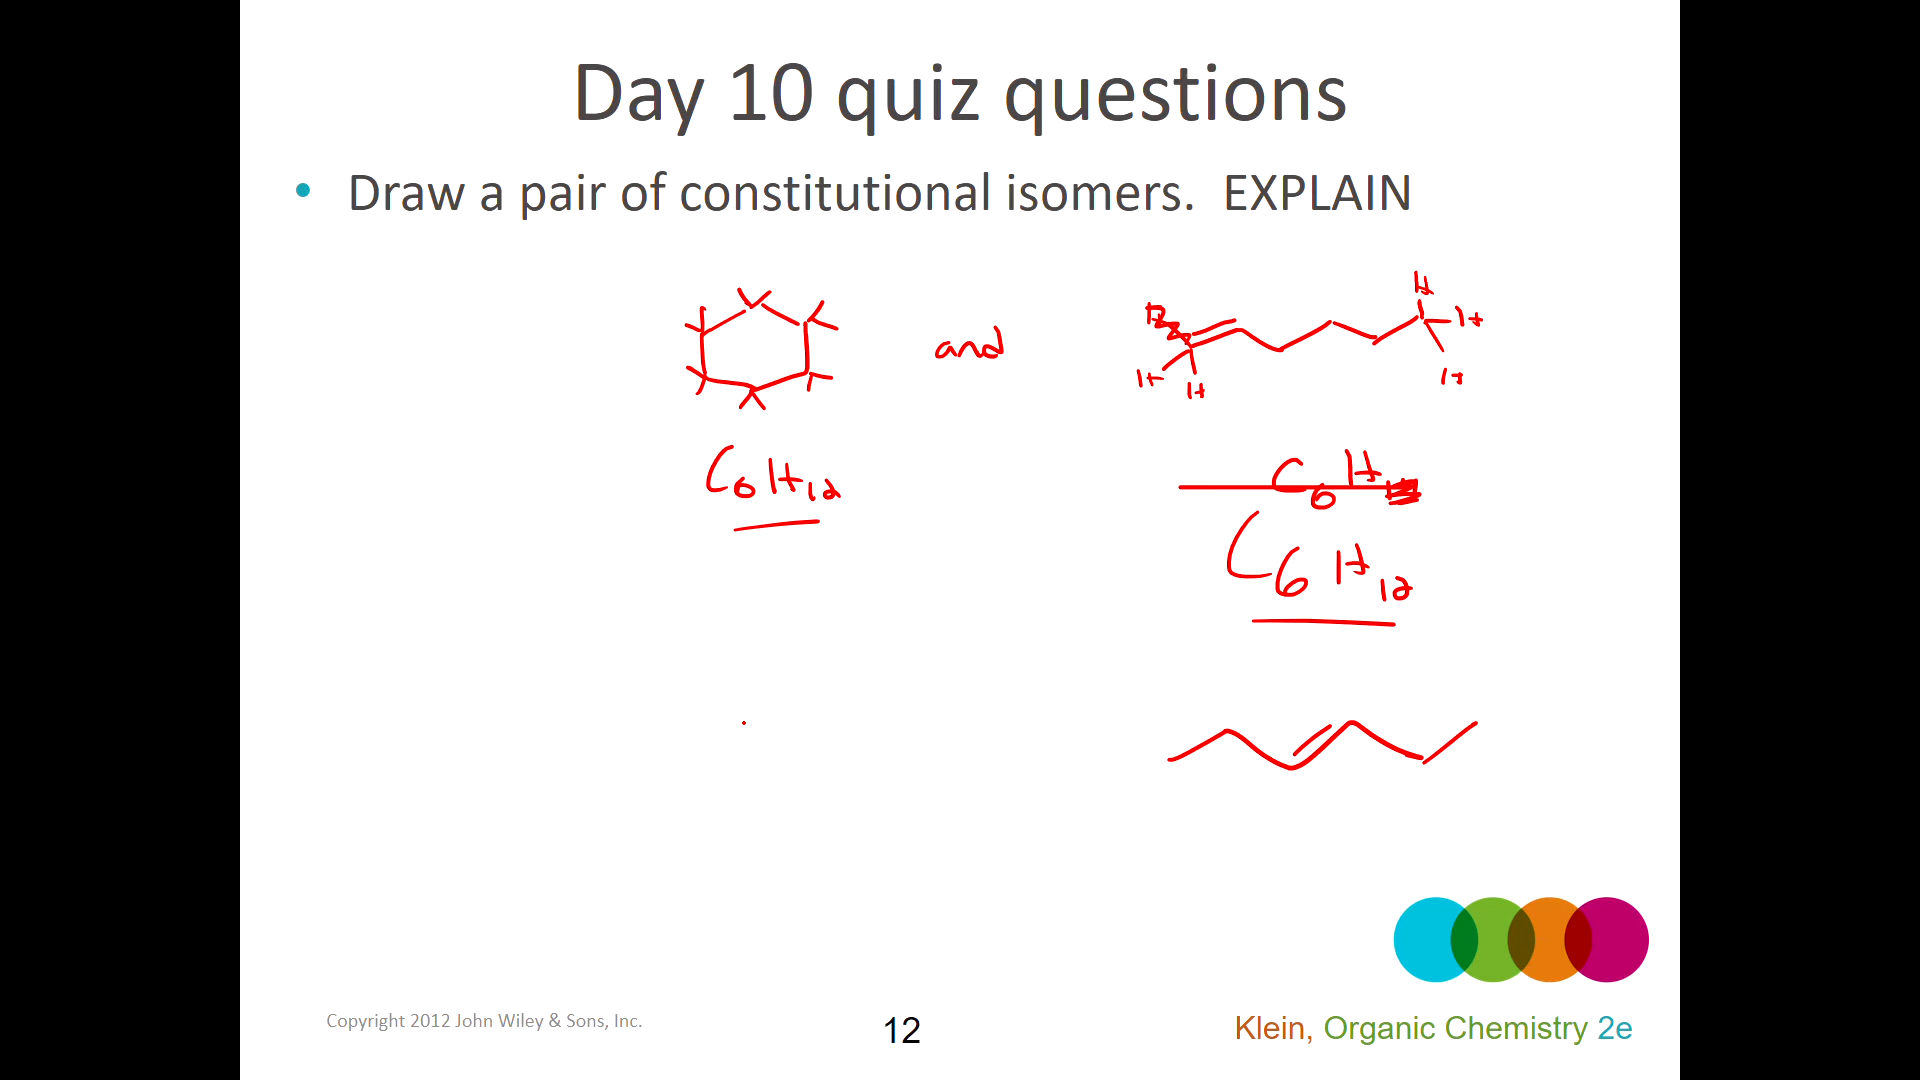 Day 10 quiz questions
• Draw a pair of constitutional isomers. EXPLAIN
and
H
H
H
H
H
C6H12
C6H
C6H12
Copyright 2012 John Wiley & Sons, Inc.
12
Klein, Organic Chemistry 2e